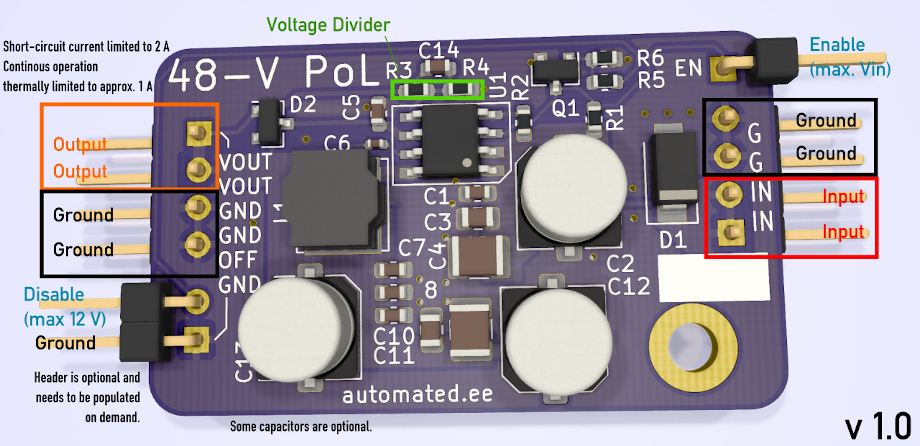 Voltage Divider
Short-circuit current limited to 2 A
Continous operation
thermally limited to approx. 1 A
48-V PoL
C14
R3
R4
U1
R2
Q1
R6
R5
R1
EN
Enable
(max. Vin)
D2
C5
C6
Output
Output
Ground
Ground
VOUT
VOUT
GND
GND
OFF
GND
G
G
IN
IN
Ground
Ground
Input
Input
C1
C3
C4
C7
8
C10
C11
C2
C12
D1
Disable
(max 12 V)
Ground
Header is optional and
needs to be populated
on demand.
automated.ee
Some capacitors are optional.
v 1.0